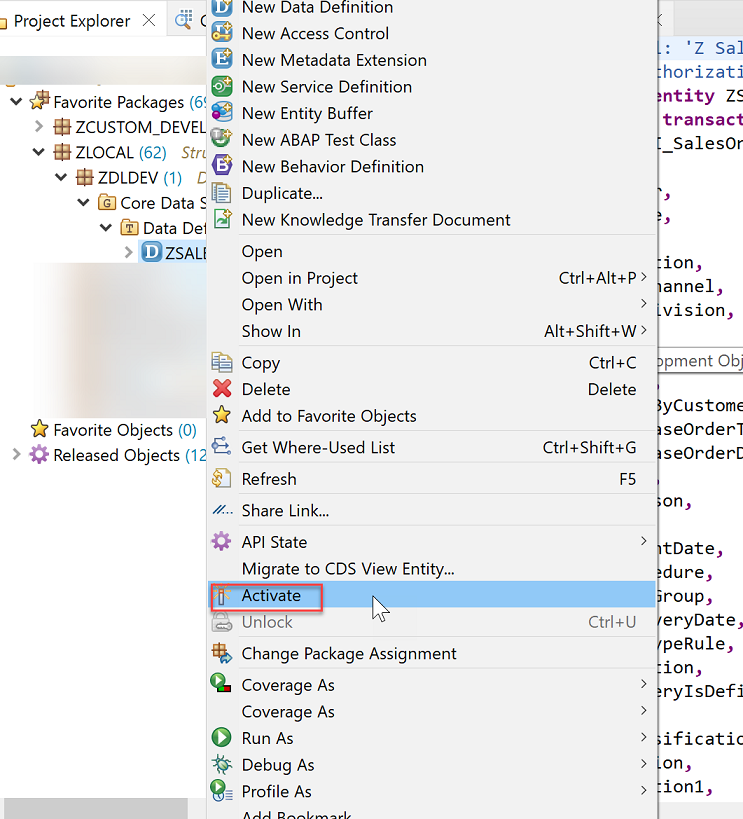 Project Explorer
Favorite Packages
ZCUSTOM_DEVEL
ZLOCAL (62)
ZDLDEV (1)
Core Data S
Data Def
ZSALE
Favorite Objects (0)
Released Objects (12
New Data Definition
New Access Control
New Metadata Extension
New Service Definition
New Entity Buffer
New ABAP Test Class
New Behavior Definition
Duplicate...
New Knowledge Transfer Document
Open
Open in Project Ctrl+Alt+P
Open With
Show In Alt+Shift+W
Copy Ctrl+C
Delete Delete
Add to Favorite Objects
Get Where-Used List Ctrl+Shift+G
Refresh F5
Share Link...
API State
Migrate to CDS View Entity...
Activate
Unlock Ctrl+U
Change Package Assignment
Coverage As
Coverage As
Run As
Debug As
Profile As
Add Bookmark
l: 'Z Sal
thorizati
entity ZS
transact
I_SalesOr
r,
e,
tion,
hannel,
ivision,
opment Obj
ByCustome
aseOrderT
aseOrderD
son,
ntDate,
edure,
Group,
veryDate,
ypeRule,
tion,
eryIsDefi
sificatio
ion,
tion1,